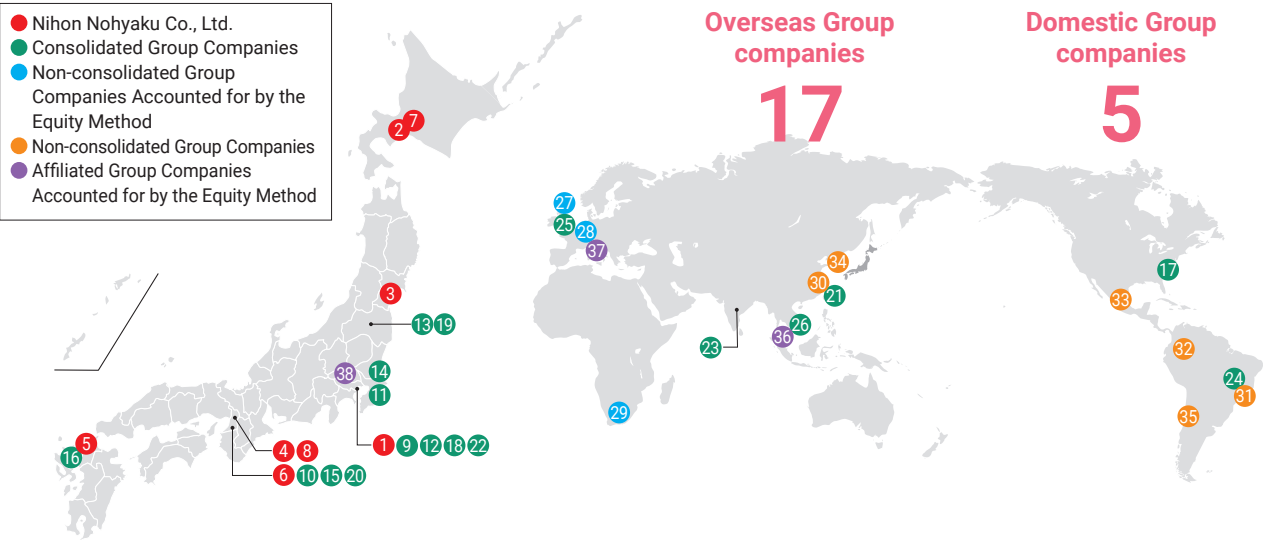 Nihon Nohyaku Co., Ltd.
Consolidated Group Companies
Non-consolidated Group
Companies Accounted for by the
Equity Method
Non-consolidated Group Companies
Affiliated Group Companies
Accounted for by the Equity Method
Overseas Group
companies
17
Domestic Group
companies
5
2 7
3
13 19
38 14
11
5
16
4 8
6 10 15 20
1 9 12 18 22
27
25
28
37
34
30
21
26
36
23
29
17
33
32
24
31
35